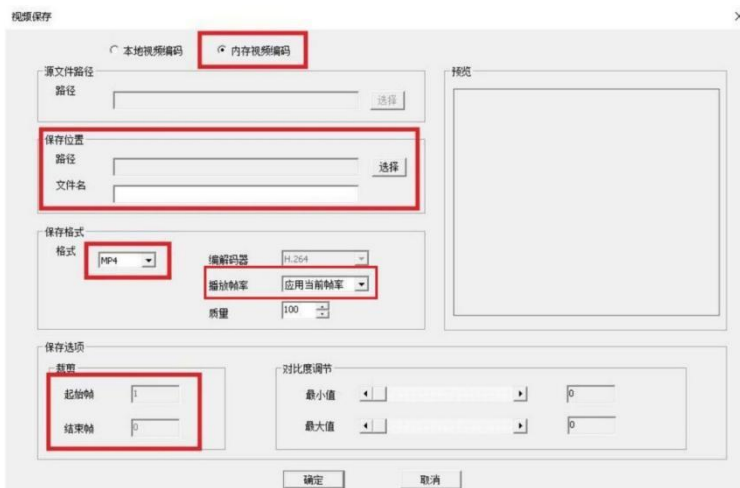 视频保存
本地视频编码 内存视频编码
源文件路径
路径 选择
预览
保存位置
路径 选择
文件名
保存格式
格式 MP4 编解码器 H.264
播放帧率 应用当前帧率
质量 100
保存选项
裁剪
起始帧 1
结束帧 0
对比度调节
最小值 0
最大值 0
确定 取消